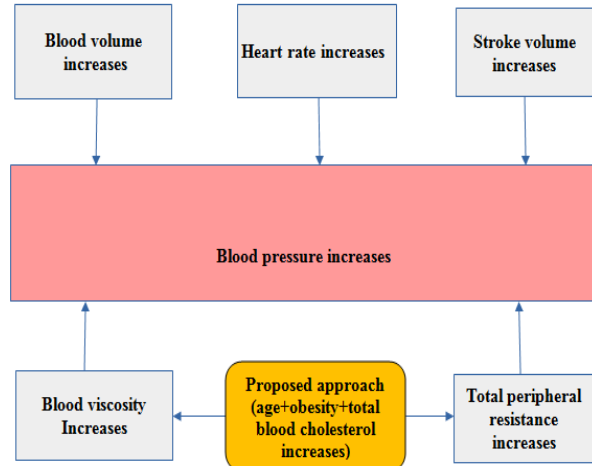 Blood volume
increases
Heart rate increases
Stroke volume
increases
Blood pressure increases
Blood viscosity
Increases
Proposed approach
(age+obesity+total
blood cholesterol
increases)
Total peripheral
resistance
increases